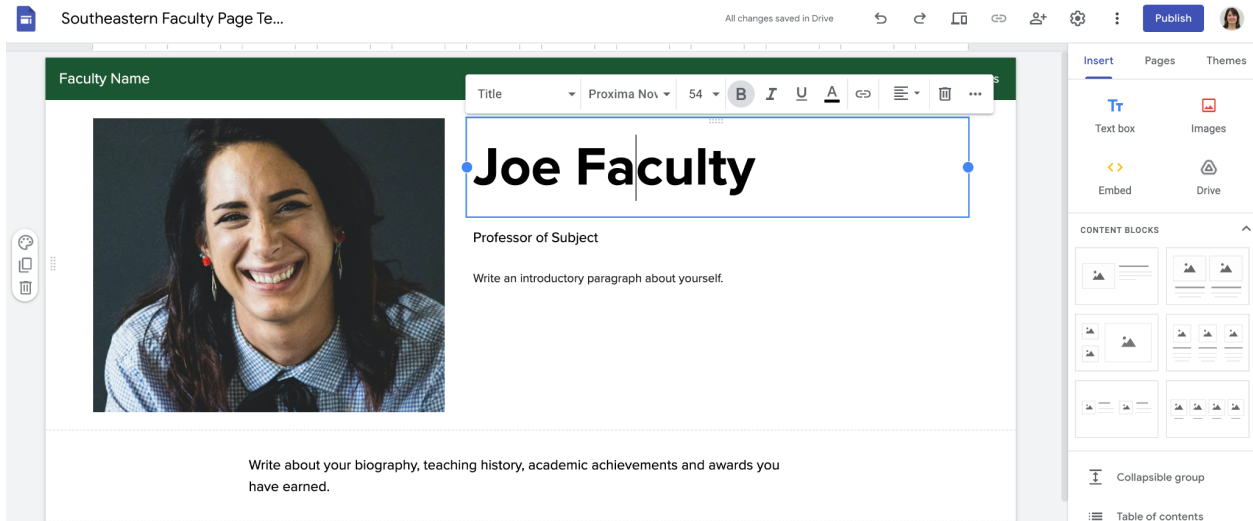 Southeastern Faculty Page Te...
All changes saved in Drive
Publish
Insert Pages Themes
Faculty Name
Title Proxima Nov 54 B I U A
Joe Faculty
Professor of Subject
Write an introductory paragraph about yourself.
Write about your biography, teaching history, academic achievements and awards you
have earned.
Text box Images
Embed Drive
CONTENT BLOCKS
Collapsible group
Table of contents